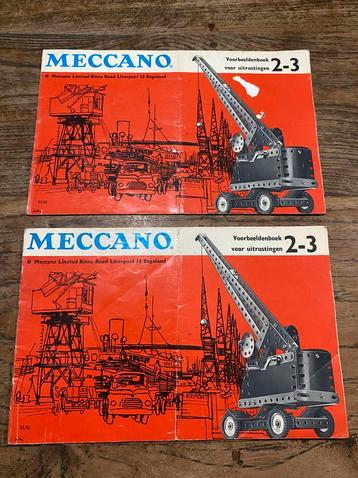 MECCANO
Voorbeeldenboek
voor uitrustingen 2-3
© Meccano Limited Binns Road Liverpool 13 Engeland
MECCANO
Voorbeeldenboek
voor uitrustingen 2-3
© Meccano Limited Binns Road Liverpool 13 Engeland